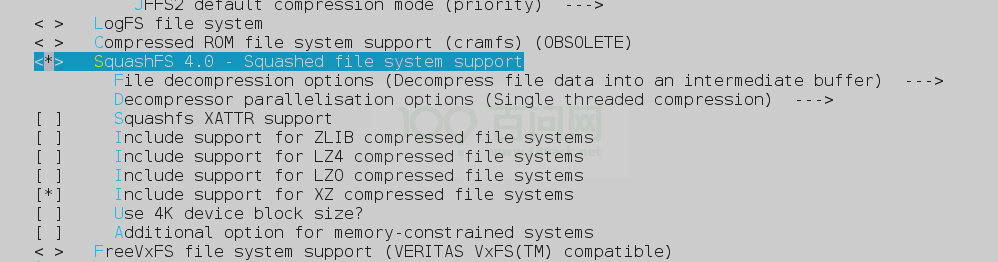 JFFS2 default compression mode (priority)  --->
< >   LogFS file system
< >   Compressed ROM file system support (cramfs) (OBSOLETE)
<*>   SquashFS 4.0 - Squashed file system support
File decompression options (Decompress file data into an intermediate buffer)  --->
Decompressor parallelisation options (Single threaded compression)  --->
[ ]     Squashfs XATTR support
[ ]     Include support for ZLIB compressed file systems
[ ]     Include support for LZ4 compressed file systems
[ ]     Include support for LZO compressed file systems
[*]     Include support for XZ compressed file systems
[ ]     Use 4K device block size?
[ ]     Additional option for memory-constrained systems
< >   FreeVxFS file system support (VERITAS VxFS(TM) compatible)
100 百问网